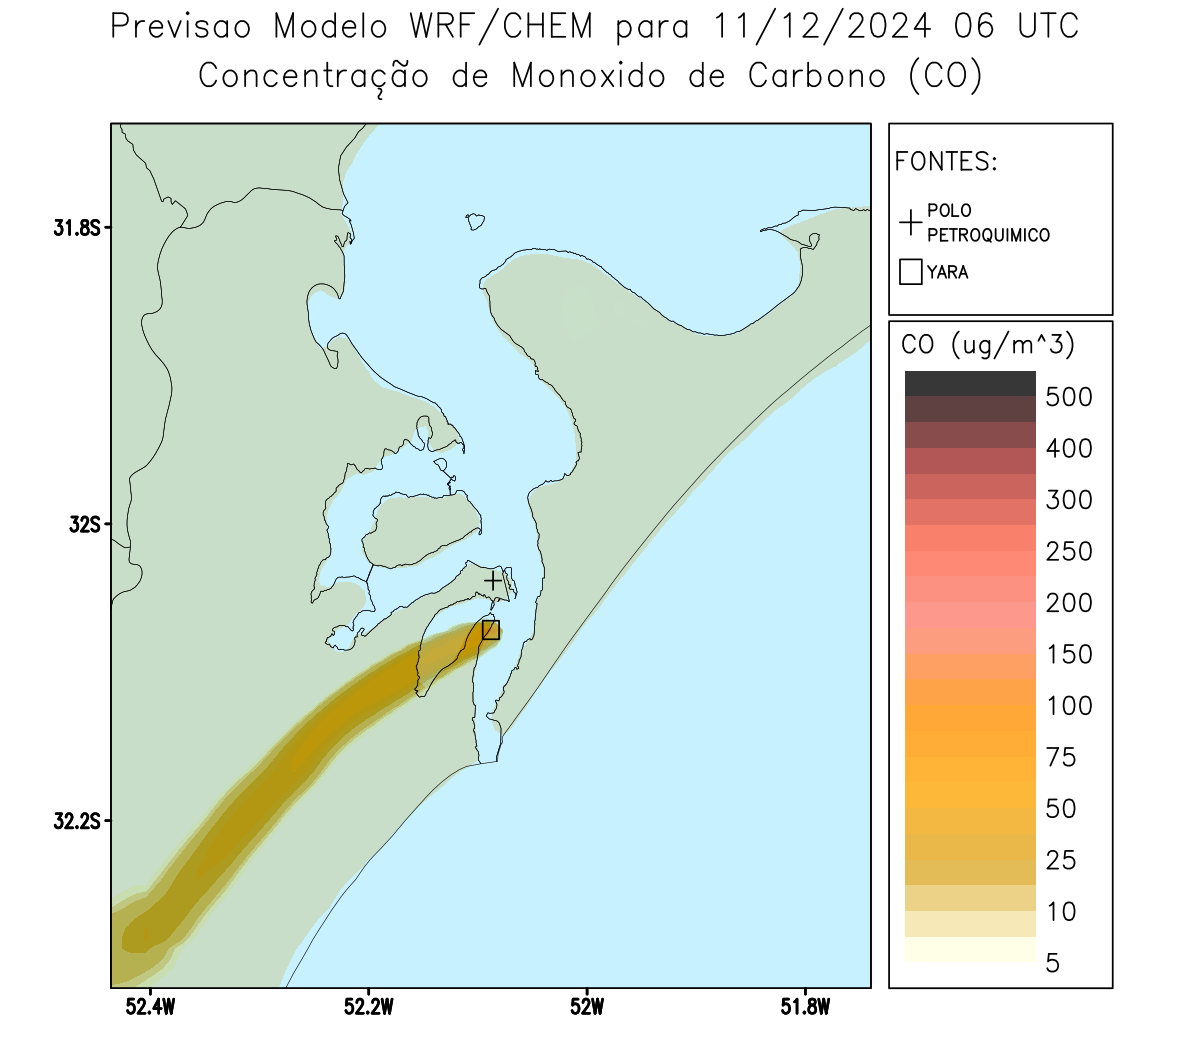 Previsao Modelo WRF/CHEM para 11/12/2024 06 UTC
Concentração de Monoxido de Carbono (CO)
FONTES:
POLO
PETROQUIMICO
YARA
CO (ug/m^3)
500
400
300
250
200
150
100
75
50
25
10
5
31.8S
32S
32.2S
52.4W
52.2W
52W
51.8W